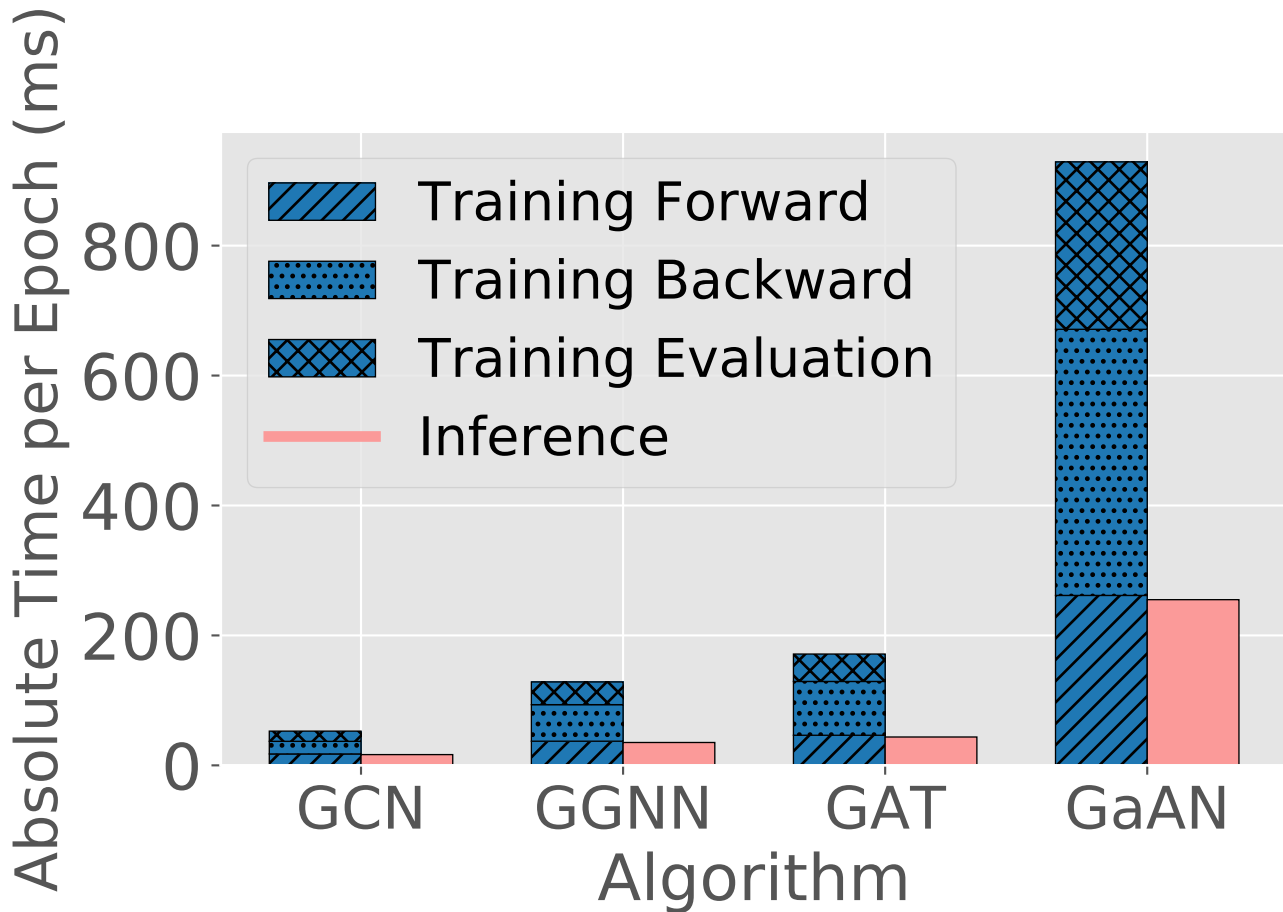 Absolute Time per Epoch (ms)
800
600
400
200
0
Training Forward
Training Backward
Training Evaluation
Inference
GCN GGNN GAT GaAN
Algorithm